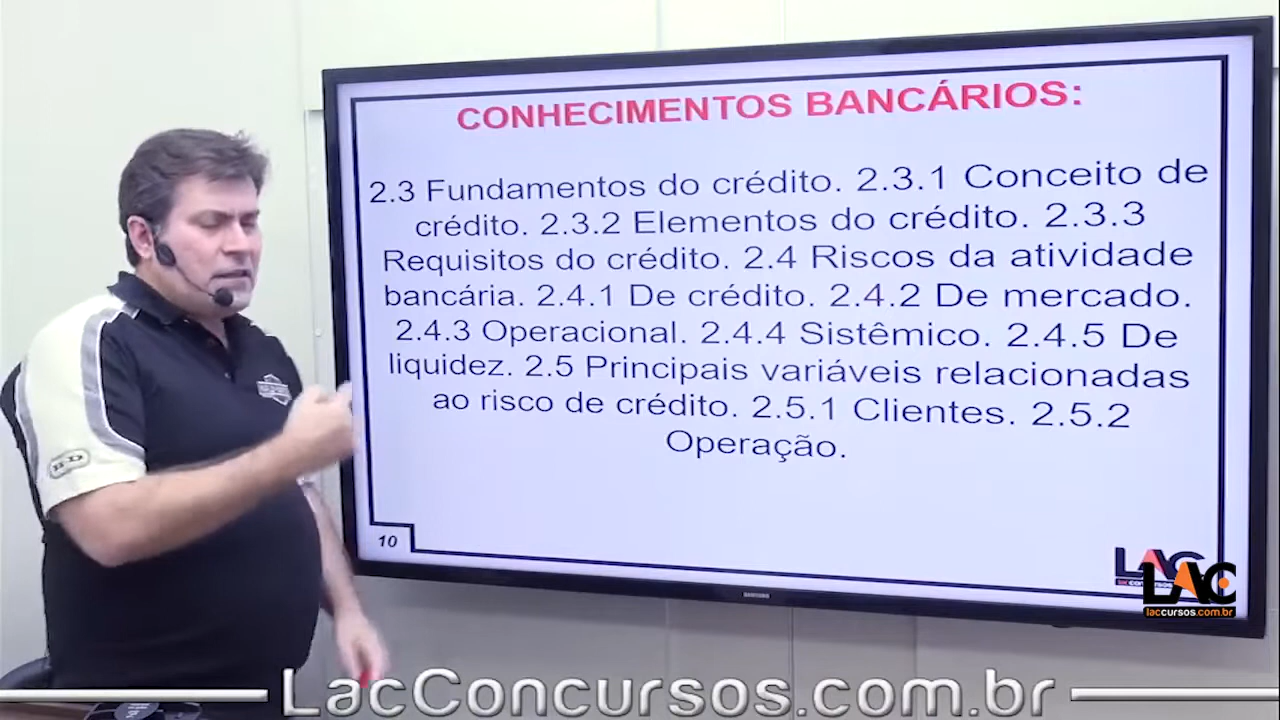 CONHECIMENTOS BANCÁRIOS:
2.3 Fundamentos do crédito. 2.3.1 Conceito de
crédito. 2.3.2 Elementos do crédito. 2.3.3
Requisitos do crédito. 2.4 Riscos da atividade
bancária. 2.4.1 De crédito. 2.4.2 De mercado.
2.4.3 Operacional. 2.4.4 Sistêmico. 2.4.5 De
liquidez. 2.5 Principais variáveis relacionadas
ao risco de crédito. 2.5.1 Clientes. 2.5.2
Operação.
10
LAC
LAC
laccursos.com.br
SAMSUNG
B-D
LacConcursos.com.br